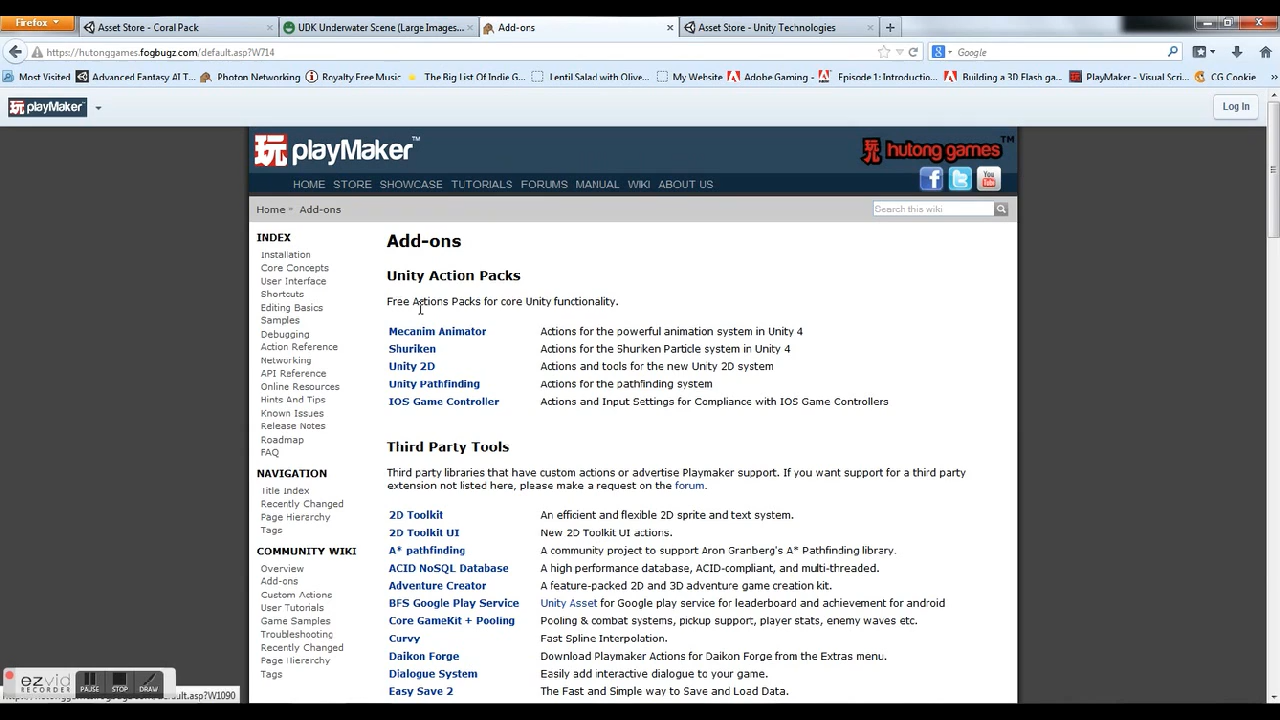 Firefox
Asset Store - Coral Pack
UDK Underwater Scene (Large Images...
Add-ons
Asset Store - Unity Technologies
https://hutonggames.fogbugz.com/default.asp?W714
Google
Most Visited
Advanced Fantasy AI T...
Photon Networking
Royalty Free Music
The Big List Of Indie G...
Lentil Salad with Olive...
My Website
Adobe Gaming - ...
Episode 1: Introductio...
Building a 3D Flash ga...
PlayMaker - Visual Scri...
CG Cookie
玩 playMaker™
Log In
玩 playMaker™
玩 hutong games™
HOME STORE SHOWCASE TUTORIALS FORUMS MANUAL WIKI ABOUT US
You Tube
Home » Add-ons
Search this wiki
INDEX
Installation
Core Concepts
User Interface
Shortcuts
Editing Basics
Samples
Debugging
Action Reference
Networking
API Reference
Online Resources
Hints And Tips
Known Issues
Release Notes
Roadmap
FAQ
NAVIGATION
Title Index
Recently Changed
Page Hierarchy
Tags
COMMUNITY WIKI
Overview
Add-ons
Custom Actions
User Tutorials
Game Samples
Troubleshooting
Recently Changed
Page Hierarchy
Tags
Add-ons
Unity Action Packs
Free Actions Packs for core Unity functionality.
Mecanim Animator Actions for the powerful animation system in Unity 4
Shuriken Actions for the Shuriken Particle system in Unity 4
Unity 2D Actions and tools for the new Unity 2D system
Unity Pathfinding Actions for the pathfinding system
IOS Game Controller Actions and Input Settings for Compliance with IOS Game Controllers
Third Party Tools
Third party libraries that have custom actions or advertise Playmaker support. If you want support for a third party
extension not listed here, please make a request on the forum.
2D Toolkit An efficient and flexible 2D sprite and text system.
2D Toolkit UI New 2D Toolkit UI actions.
A* pathfinding A community project to support Aron Granberg's A* Pathfinding library.
ACID NoSQL Database A high performance database, ACID-compliant, and multi-threaded.
Adventure Creator A feature-packed 2D and 3D adventure game creation kit.
BFS Google Play Service Unity Asset for Google play service for leaderboard and achievement for android
Core GameKit + Pooling Pooling & combat systems, pickup support, player stats, enemy waves etc.
Curvy Fast Spline Interpolation.
Daikon Forge Download Playmaker Actions for Daikon Forge from the Extras menu.
Dialogue System Easily add interactive dialogue to your game.
Easy Save 2 The Fast and Simple way to Save and Load Data.
ezvid
RECORDER
PAUSE
STOP
DRAW